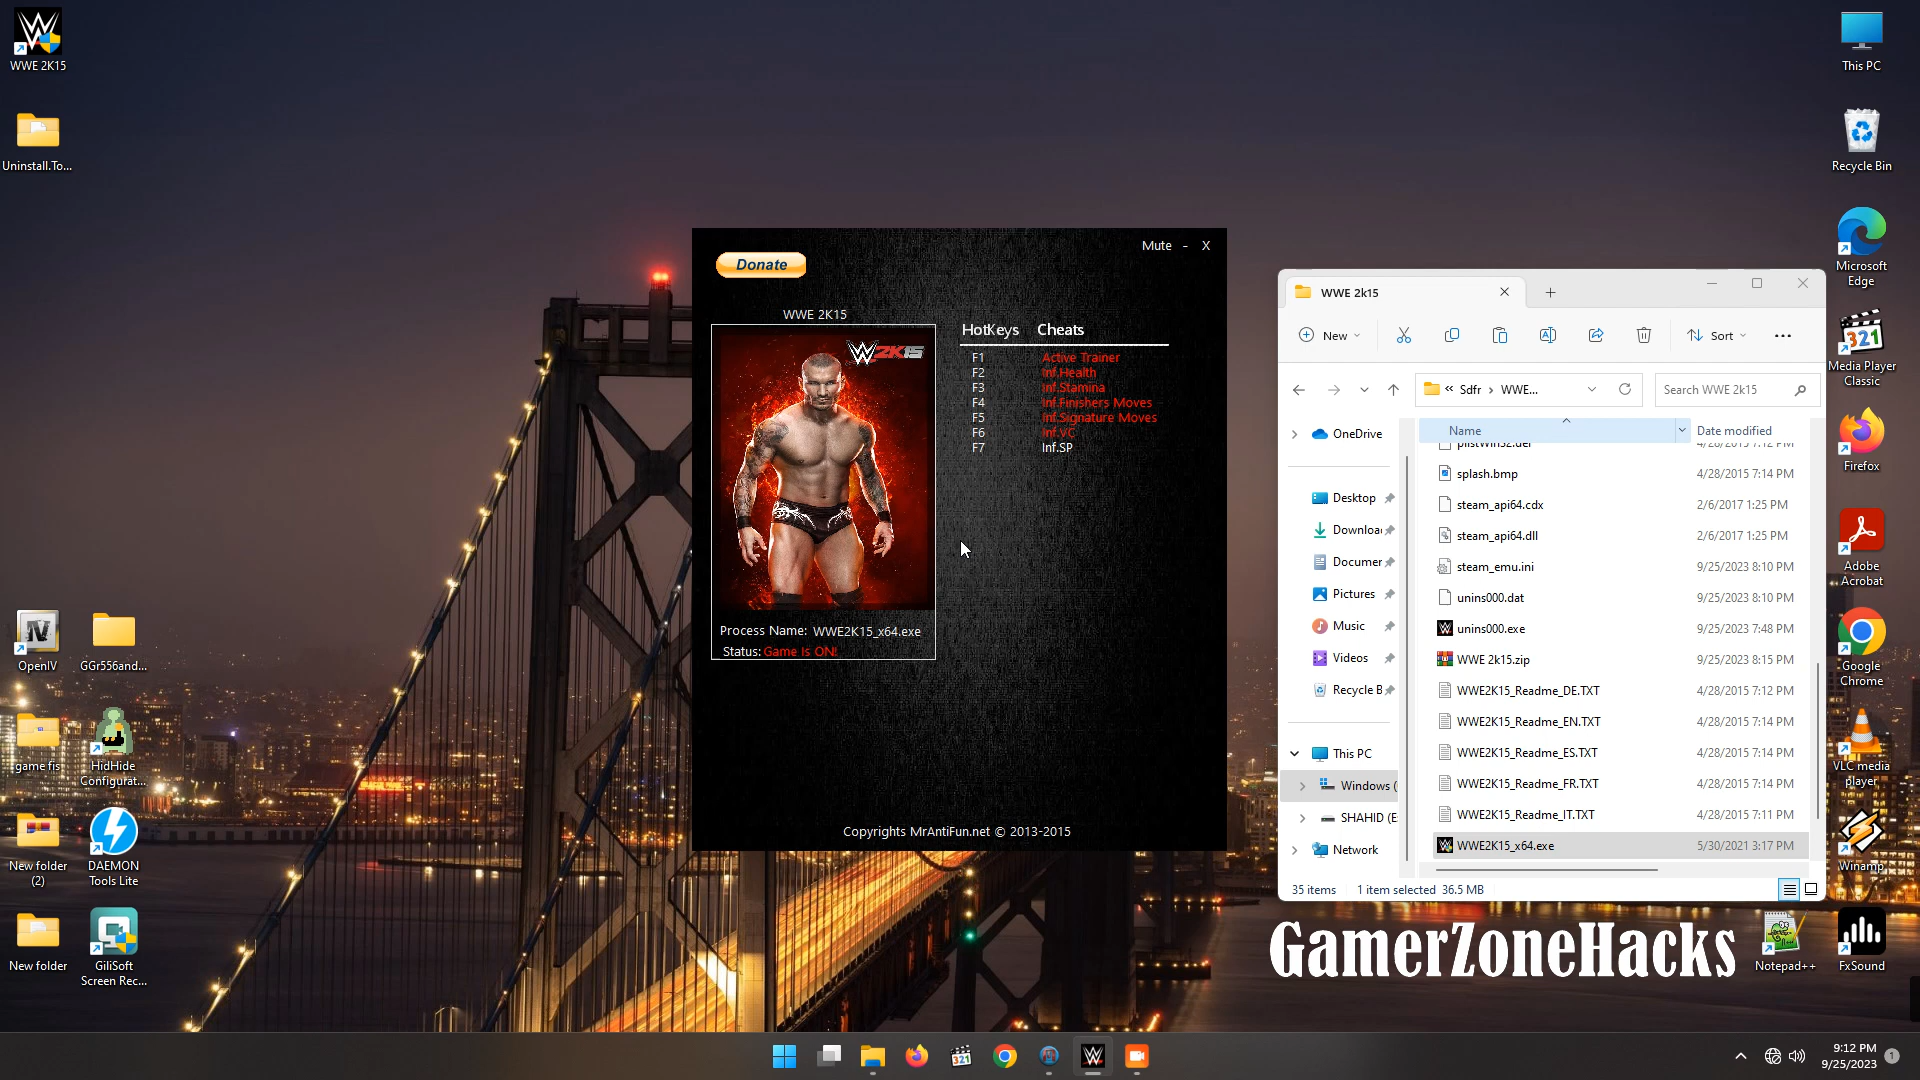 WWE 2K15
Uninstall.To...
OpenIV
GGr556and...
game fis
HidHide
Configurat...
New folder
(2)
DAEMON
Tools Lite
New folder
GiliSoft
Screen Rec...
Donate
Mute - X
WWE 2K15
2K15
Process Name: WWE2K15_x64.exe
Status: Game Is ON!
HotKeys Cheats
F1 Active Trainer
F2 Inf.Health
F3 Inf.Stamina
F4 Inf.Finishers Moves
F5 Inf.Signature Moves
F6 Inf.VC
F7 Inf.SP
Copyrights MrAntiFun.net © 2013-2015
WWE 2k15
New
Sort
« Sdfr › WWE...
Search WWE 2k15
OneDrive
Desktop
Downloa
Documer
Pictures
Music
Videos
Recycle B
This PC
Windows (
SHAHID (E
Network
Name Date modified
splash.bmp 4/28/2015 7:14 PM
steam_api64.cdx 2/6/2017 1:25 PM
steam_api64.dll 2/6/2017 1:25 PM
steam_emu.ini 9/25/2023 8:10 PM
unins000.dat 9/25/2023 8:10 PM
unins000.exe 9/25/2023 7:48 PM
WWE 2k15.zip 9/25/2023 8:15 PM
WWE2K15_Readme_DE.TXT 4/28/2015 7:12 PM
WWE2K15_Readme_EN.TXT 4/28/2015 7:14 PM
WWE2K15_Readme_ES.TXT 4/28/2015 7:14 PM
WWE2K15_Readme_FR.TXT 4/28/2015 7:14 PM
WWE2K15_Readme_IT.TXT 4/28/2015 7:11 PM
WWE2K15_x64.exe 5/30/2021 3:17 PM
35 items 1 item selected 36.5 MB
GamerZoneHacks
This PC
Recycle Bin
Microsoft
Edge
321
Media Player
Classic
Firefox
Adobe
Acrobat
Google
Chrome
VLC media
player
Winamp
Notepad++
FxSound
321
9:12 PM
9/25/2023
1